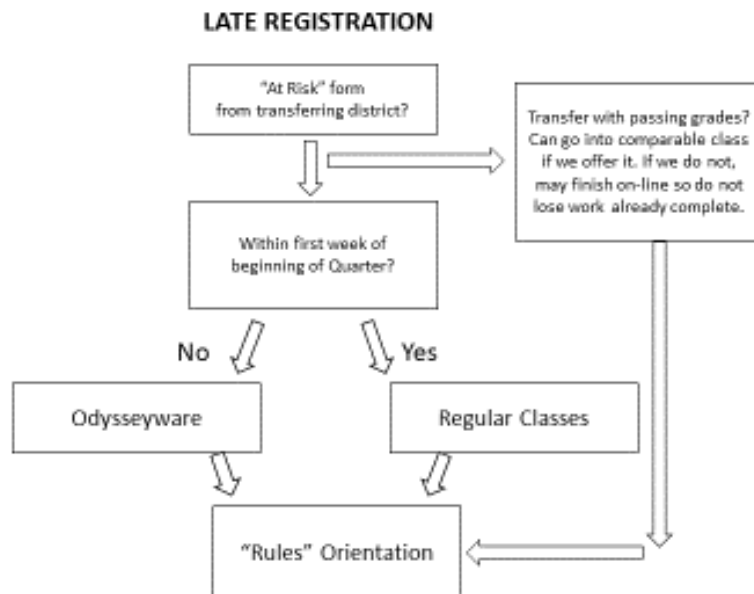 LATE REGISTRATION
"At Risk" form
from transferring district?
Transfer with passing grades?
Can go into comparable class
if we offer it. If we do not,
may finish on-line so do not
lose work already complete.
Within first week of
beginning of Quarter?
No
Yes
Odysseyware
Regular Classes
"Rules" Orientation